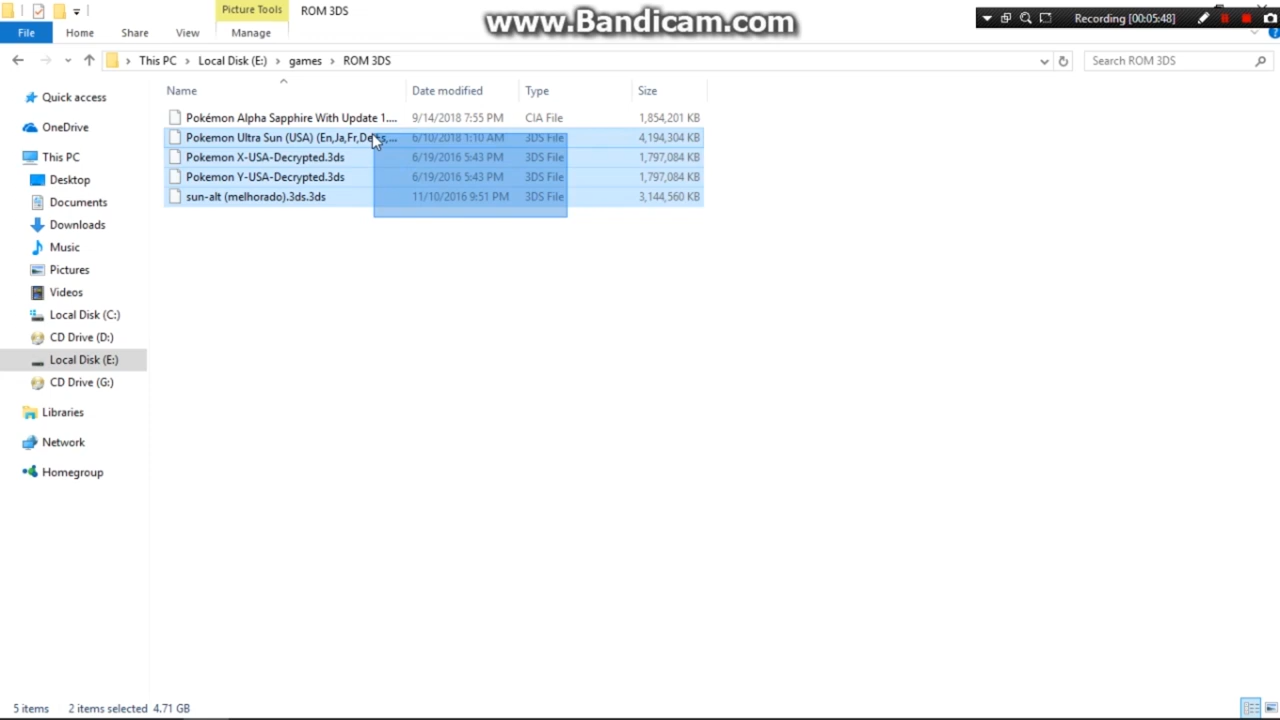 Picture Tools
ROM 3DS
www.Bandicam.com
Recording [00:05:48]
File
Home
Share
View
Manage
This PC
Local Disk (E:)
games
ROM 3DS
Search ROM 3DS
Name
Date modified
Type
Size
Pokémon Alpha Sapphire With Update 1.... 9/14/2018 7:55 PM CIA File 1,854,201 KB
Pokemon Ultra Sun (USA) (En,Ja,Fr,De,Es,... 6/10/2018 1:10 AM 3DS File 4,194,304 KB
Pokemon X-USA-Decrypted.3ds 6/19/2016 5:43 PM 3DS File 1,797,084 KB
Pokemon Y-USA-Decrypted.3ds 6/19/2016 5:43 PM 3DS File 1,797,084 KB
sun-alt (melhorado).3ds.3ds 11/10/2016 9:51 PM 3DS File 3,144,560 KB
Quick access
OneDrive
This PC
Desktop
Documents
Downloads
Music
Pictures
Videos
Local Disk (C:)
CD Drive (D:)
Local Disk (E:)
CD Drive (G:)
Libraries
Network
Homegroup
5 items 2 items selected 4.71 GB